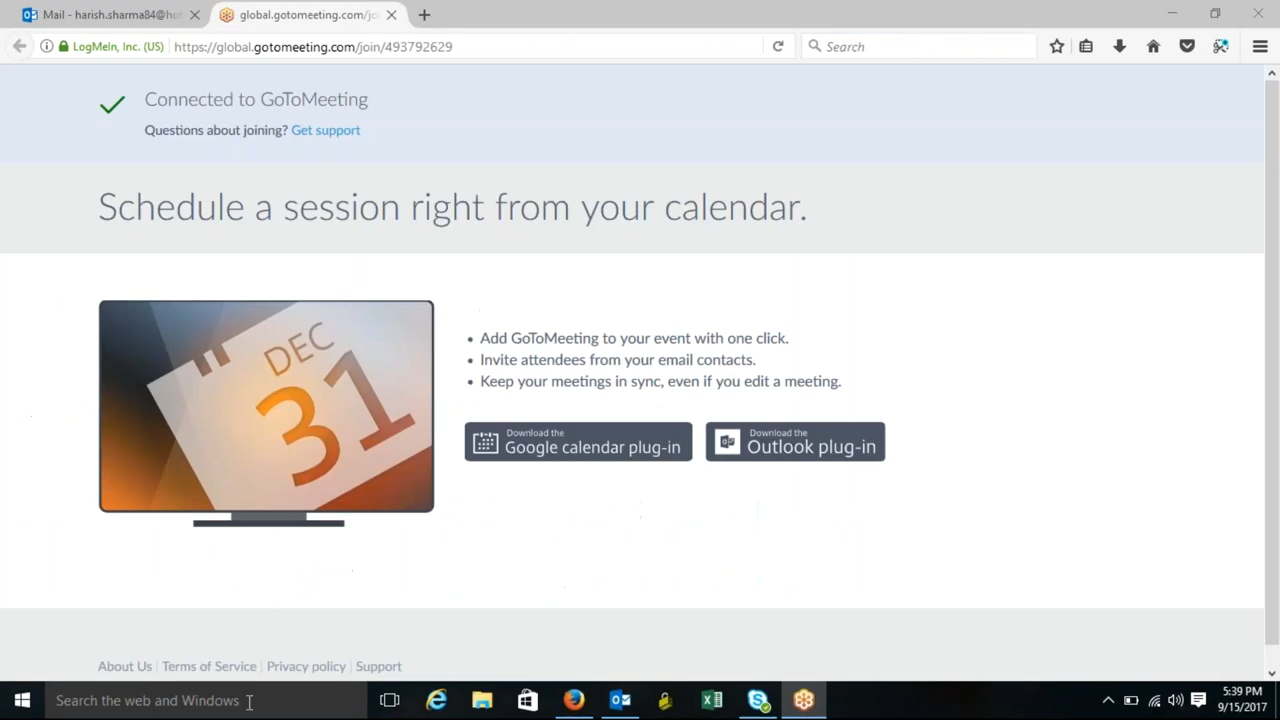 Mail - harish.sharma84@ho
global.gotomeeting.com/joi
LogMeIn, Inc. (US)
https://global.gotomeeting.com/join/493792629
Search
Connected to GoToMeeting
Questions about joining? Get support
Schedule a session right from your calendar.
DEC
31
Add GoToMeeting to your event with one click.
Invite attendees from your email contacts.
Keep your meetings in sync, even if you edit a meeting.
Download the
Google calendar plug-in
Download the
Outlook plug-in
About Us | Terms of Service | Privacy policy | Support
Search the web and Windows
5:39 PM
9/15/2017